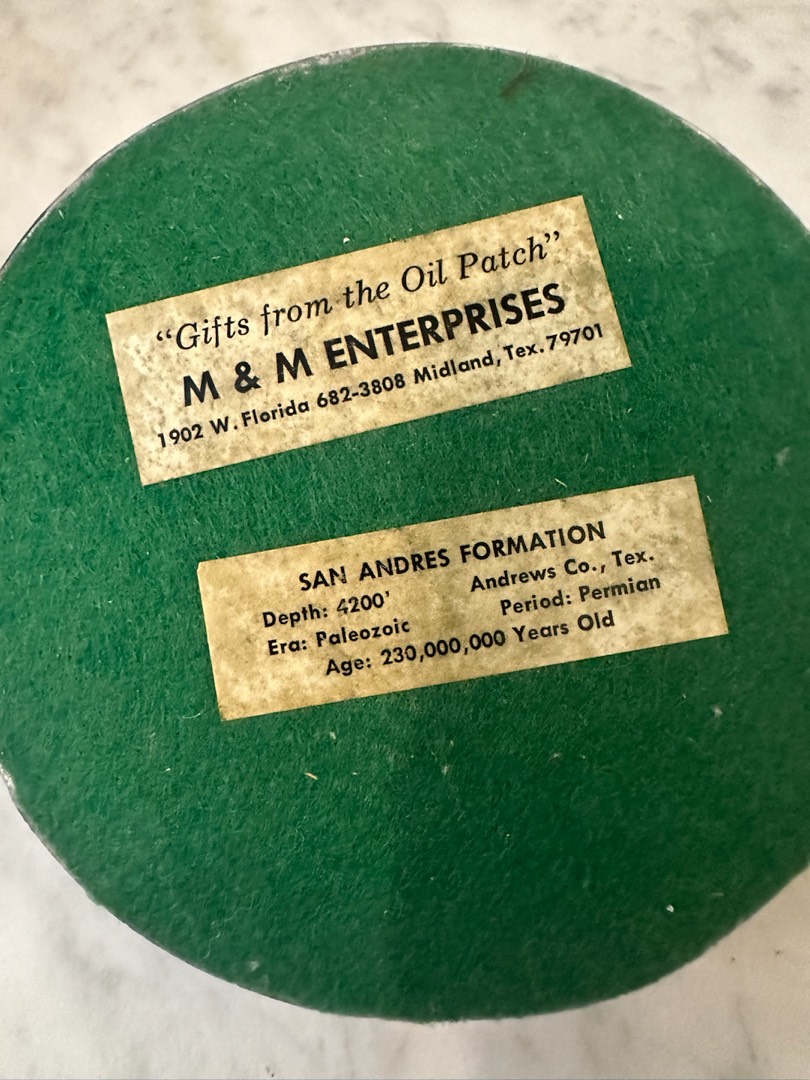 “Gifts from the Oil Patch”
M & M ENTERPRISES
1902 W. Florida 682-3808 Midland, Tex. 79701
SAN ANDRES FORMATION
Depth: 4200' Andrews Co., Tex.
Era: Paleozoic Period: Permian
Age: 230,000,000 Years Old